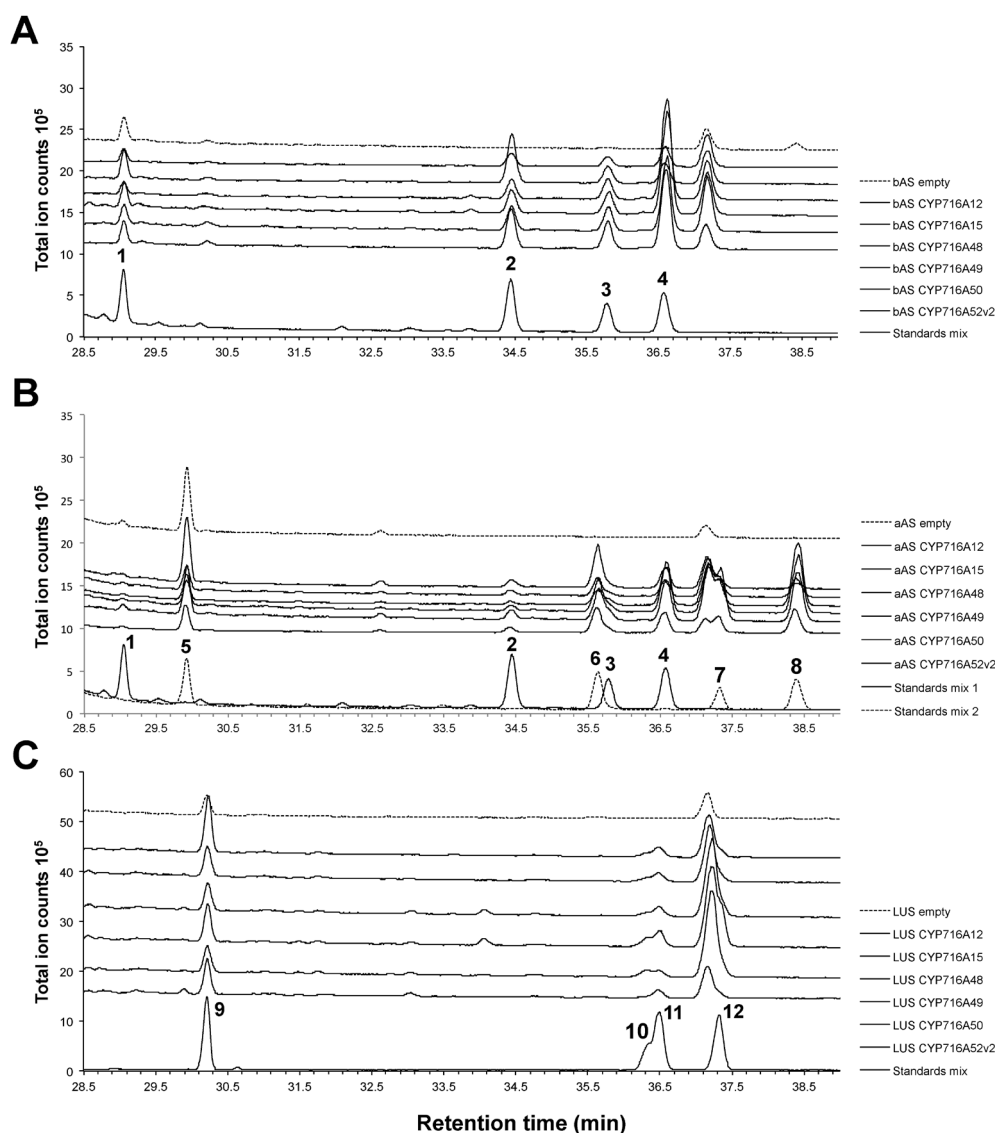 A
Total ion counts 10⁵
35
30
25
20
15
10
5
0
1
2
3
4
28.5 29.5 30.5 31.5 32.5 33.5 34.5 35.5 36.5 37.5 38.5
bAS empty
bAS CYP716A12
bAS CYP716A15
bAS CYP716A48
bAS CYP716A49
bAS CYP716A50
bAS CYP716A52v2
Standards mix
B
Total ion counts 10⁵
35
30
25
20
15
10
5
0
1
5
2
6
3
4
7
8
28.5 29.5 30.5 31.5 32.5 33.5 34.5 35.5 36.5 37.5 38.5
aAS empty
aAS CYP716A12
aAS CYP716A15
aAS CYP716A48
aAS CYP716A49
aAS CYP716A50
aAS CYP716A52v2
Standards mix 1
Standards mix 2
C
Total ion counts 10⁵
60
50
40
30
20
10
0
9
10
11
12
28.5 29.5 30.5 31.5 32.5 33.5 34.5 35.5 36.5 37.5 38.5
LUS empty
LUS CYP716A12
LUS CYP716A15
LUS CYP716A48
LUS CYP716A49
LUS CYP716A50
LUS CYP716A52v2
Standards mix
Retention time (min)